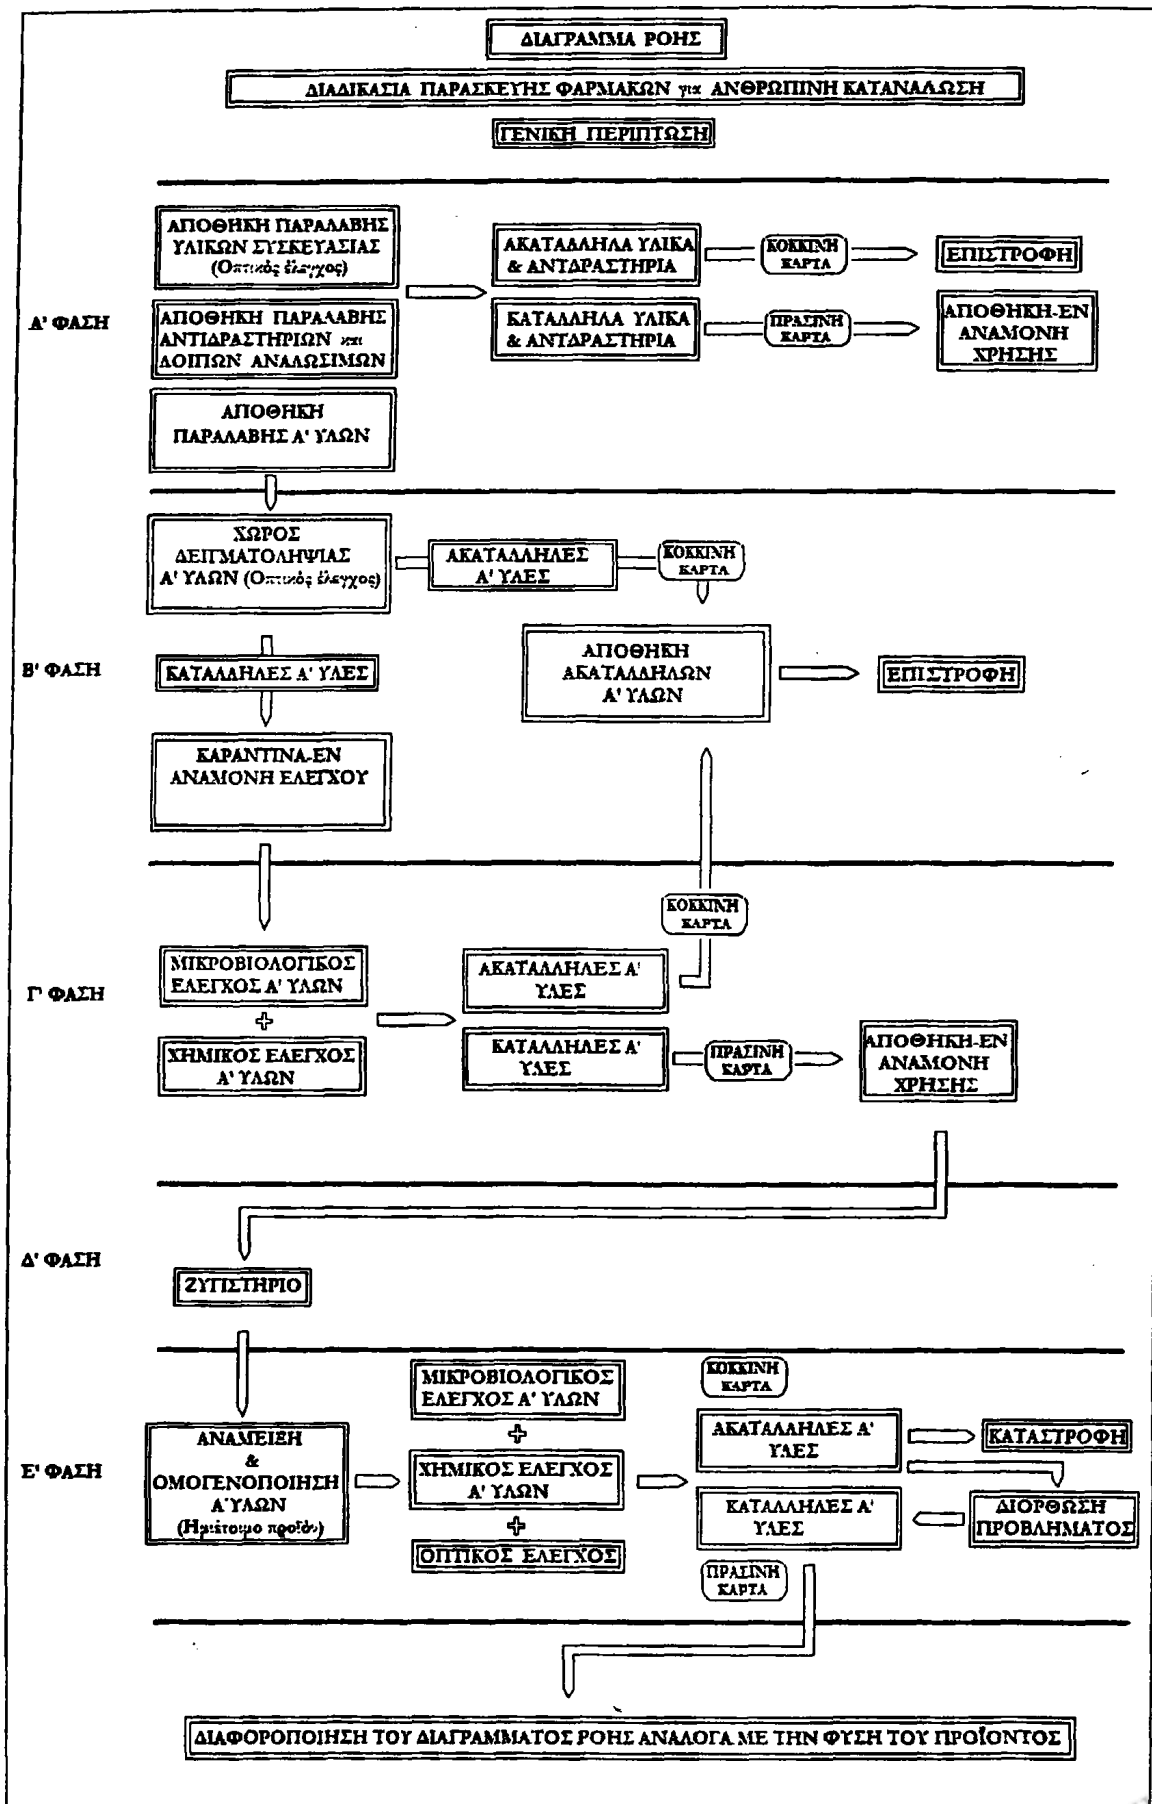 ΔΙΑΓΡΑΜΜΑ ΡΟΗΣ
ΔΙΑΔΙΚΑΣΙΑ ΠΑΡΑΣΚΕΥΗΣ ΦΑΡΜΑΚΩΝ για ΑΝΘΡΩΠΙΝΗ ΚΑΤΑΝΑΛΩΣΗ
ΓΕΝΙΚΗ ΠΕΡΙΠΤΩΣΗ
Α' ΦΑΣΗ
ΑΠΟΘΗΚΗ ΠΑΡΑΛΑΒΗΣ
ΥΛΙΚΩΝ ΣΥΣΚΕΥΑΣΙΑΣ
(Οπτικός έλεγχος)
ΑΠΟΘΗΚΗ ΠΑΡΑΛΑΒΗΣ
ΑΝΤΙΔΡΑΣΤΗΡΙΩΝ και
ΛΟΙΠΩΝ ΑΝΑΛΩΣΙΜΩΝ
ΑΠΟΘΗΚΗ
ΠΑΡΑΛΑΒΗΣ Α' ΥΛΩΝ
ΑΚΑΤΑΛΛΗΛΑ ΥΛΙΚΑ
& ΑΝΤΔΡΑΣΤΗΡΙΑ
ΚΟΚΚΙΝΗ
ΚΑΡΤΑ
ΕΠΙΣΤΡΟΦΗ
ΚΑΤΑΛΛΗΛΑ ΥΛΙΚΑ
& ΑΝΤΔΡΑΣΤΗΡΙΑ
ΠΡΑΣΙΝΗ
ΚΑΡΤΑ
ΑΠΟΘΗΚΗ-ΕΝ
ΑΝΑΜΟΝΗ
ΧΡΗΣΗΣ
Β' ΦΑΣΗ
ΧΩΡΟΣ
ΔΕΙΓΜΑΤΟΛΗΨΙΑΣ
Α' ΥΛΩΝ (Οπτικός έλεγχος)
ΑΚΑΤΑΛΛΗΛΕΣ
Α' ΥΛΕΣ
ΚΟΚΚΙΝΗ
ΚΑΡΤΑ
ΑΠΟΘΗΚΗ
ΑΚΑΤΑΛΛΗΛΩΝ
Α' ΥΛΩΝ
ΕΠΙΣΤΡΟΦΗ
ΚΑΤΑΛΛΗΛΕΣ Α' ΥΛΕΣ
ΚΑΡΑΝΤΙΝΑ-ΕΝ
ΑΝΑΜΟΝΗ ΕΛΕΓΧΟΥ
ΚΟΚΚΙΝΗ
ΚΑΡΤΑ
Γ' ΦΑΣΗ
ΜΙΚΡΟΒΙΟΛΟΓΙΚΟΣ
ΕΛΕΓΧΟΣ Α' ΥΛΩΝ
+
ΧΗΜΙΚΟΣ ΕΛΕΓΧΟΣ
Α' ΥΛΩΝ
ΑΚΑΤΑΛΛΗΛΕΣ Α'
ΥΛΕΣ
ΚΑΤΑΛΛΗΛΕΣ Α'
ΥΛΕΣ
ΠΡΑΣΙΝΗ
ΚΑΡΤΑ
ΑΠΟΘΗΚΗ-ΕΝ
ΑΝΑΜΟΝΗ
ΧΡΗΣΗΣ
Δ' ΦΑΣΗ
ΖΥΓΙΣΤΗΡΙΟ
Ε' ΦΑΣΗ
ΑΝΑΜΕΙΞΗ
&
ΟΜΟΓΕΝΟΠΟΙΗΣΗ
Α'ΥΛΩΝ
(Ημιέτοιμο προϊόν)
ΜΙΚΡΟΒΙΟΛΟΓΙΚΟΣ
ΕΛΕΓΧΟΣ Α' ΥΛΩΝ
+
ΧΗΜΙΚΟΣ ΕΛΕΓΧΟΣ
Α' ΥΛΩΝ
+
ΟΠΤΙΚΟΣ ΕΛΕΓΧΟΣ
ΚΟΚΚΙΝΗ
ΚΑΡΤΑ
ΑΚΑΤΑΛΛΗΛΕΣ Α'
ΥΛΕΣ
ΚΑΤΑΣΤΡΟΦΗ
ΚΑΤΑΛΛΗΛΕΣ Α'
ΥΛΕΣ
ΔΙΟΡΘΩΣΗ
ΠΡΟΒΛΗΜΑΤΟΣ
ΠΡΑΣΙΝΗ
ΚΑΡΤΑ
ΔΙΑΦΟΡΟΠΟΙΗΣΗ ΤΟΥ ΔΙΑΓΡΑΜΜΑΤΟΣ ΡΟΗΣ ΑΝΑΛΟΓΑ ΜΕ ΤΗΝ ΦΥΣΗ ΤΟΥ ΠΡΟΪΟΝΤΟΣ